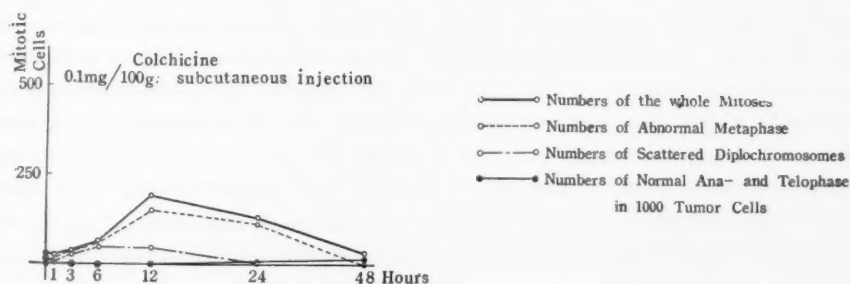 Mitotic
Cells
Colchicine
0.1mg/100g: subcutaneous injection
500
250
1 3 6 12 24 48 Hours
Numbers of the whole Mitoses
Numbers of Abnormal Metaphase
Numbers of Scattered Diplochromosomes
Numbers of Normal Ana- and Telophase
in 1000 Tumor Cells